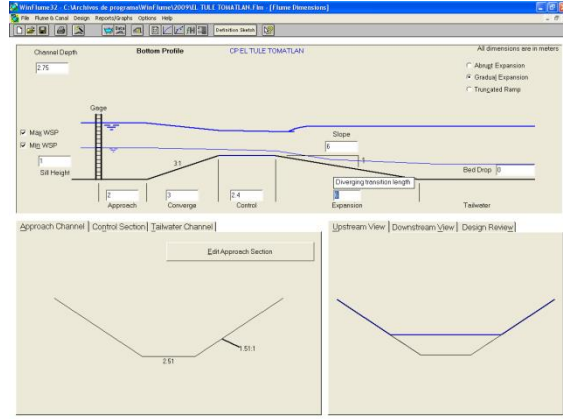 WinFlume32 - C:\Archivos de programa\WinFlume\2009\EL TULE TOMATLAN.Flm - [Flume Dimensions]
File Flume & Canal Design Reports/Graphs Options Help
Definition Sketch
Channel Depth
Bottom Profile
CP:EL TULE TOMATLAN
All dimensions are in meters
2.75
Abrupt Expansion
Gradual Expansion
Truncated Ramp
Gage
Max WSP
Min WSP
Slope
6
1
Sill Height
3:1
Bed Drop 0
Diverging transition length
2
3
2.4
Approach
Converge
Control
Expansion
Tailwater
Approach Channel
Control Section
Tailwater Channel
Upstream View
Downstream View
Design Review
Edit Approach Section
1.51:1
2.51